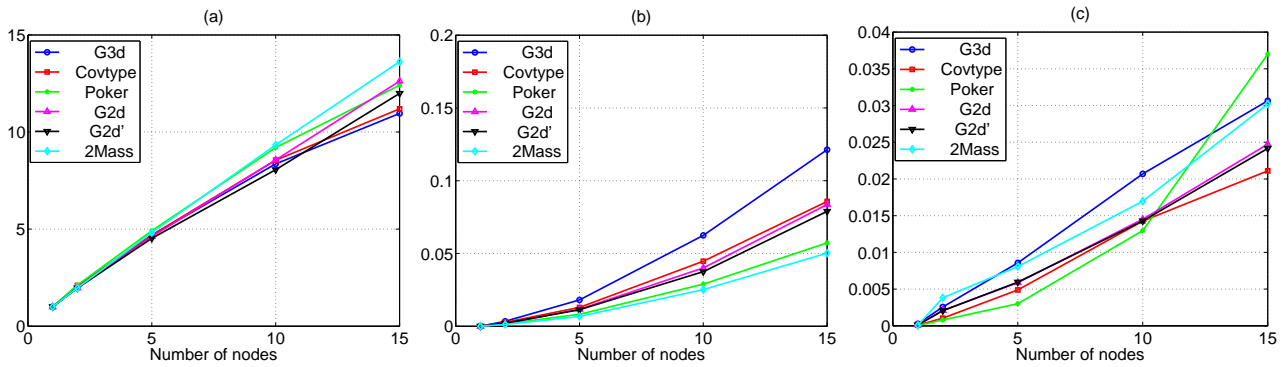 (a)
15
10
5
0
0
5
10
15
Number of nodes
G3d
Covtype
Poker
G2d
G2d'
2Mass
(b)
0.2
0.15
0.1
0.05
0
0
5
10
15
Number of nodes
G3d
Covtype
Poker
G2d
G2d'
2Mass
(c)
0.04
0.035
0.03
0.025
0.02
0.015
0.01
0.005
0
0
5
10
15
Number of nodes
G3d
Covtype
Poker
G2d
G2d'
2Mass